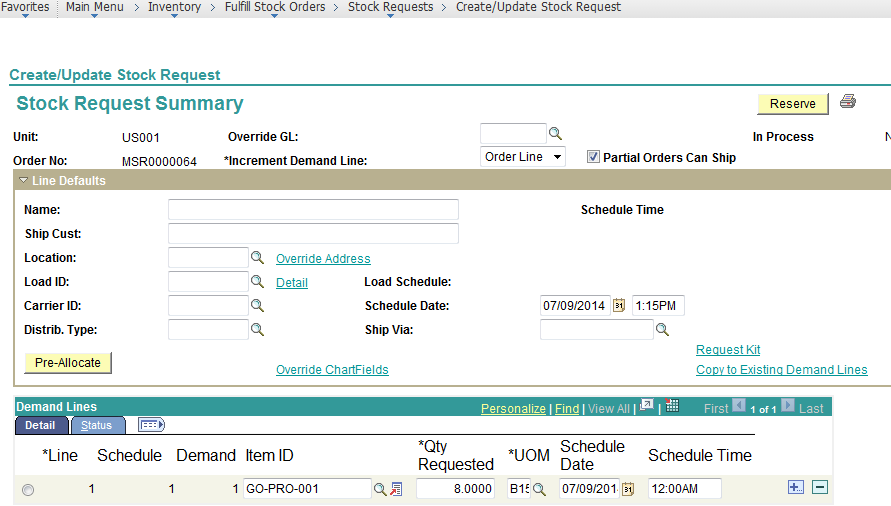 Favorites Main Menu > Inventory > Fulfill Stock Orders > Stock Requests > Create/Update Stock Request
Create/Update Stock Request
Stock Request Summary Reserve
Unit: US001 Override GL: In Process N
Order No: MSR0000064 *Increment Demand Line: Order Line Partial Orders Can Ship
Line Defaults
Name: Schedule Time
Ship Cust:
Location: Override Address
Load ID: Detail Load Schedule:
Carrier ID: Schedule Date: 07/09/2014 31 1:15PM
Distrib. Type: Ship Via:
Request Kit
Pre-Allocate Override ChartFields Copy to Existing Demand Lines
Demand Lines Personalize | Find | View All | | First 1 of 1 Last
Detail Status
*Line Schedule Demand Item ID *Qty Requested *UOM Schedule Date Schedule Time
1 1 1 GO-PRO-001 8.0000 B15 07/09/201 31 12:00AM